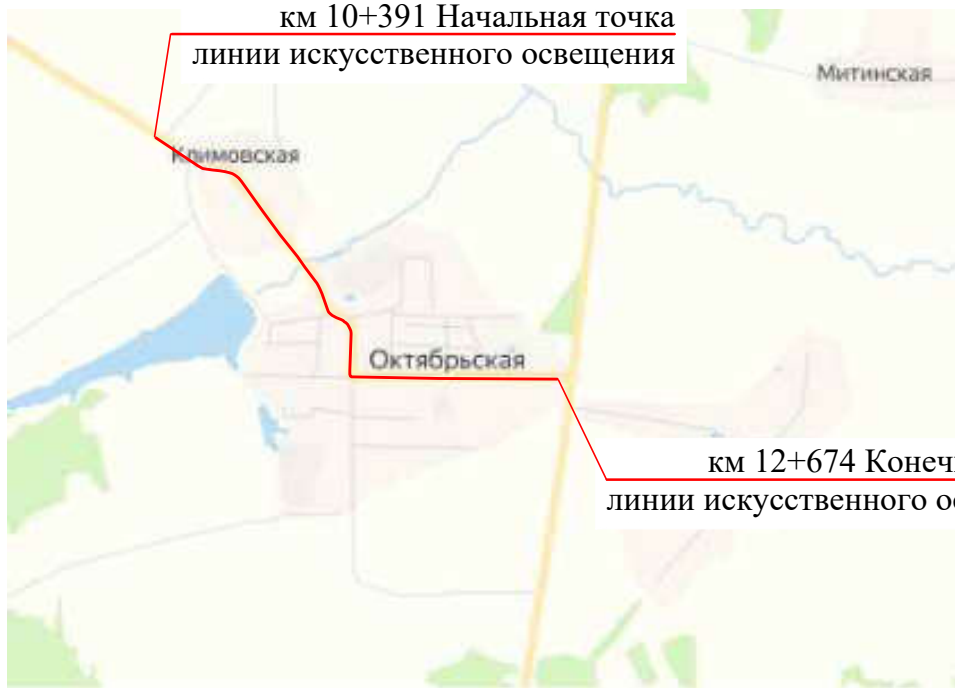 км 10+391 Начальная точка
линии искусственного освещения
Митинская
Климовская
Октябрьская
км 12+674
линии искусственного